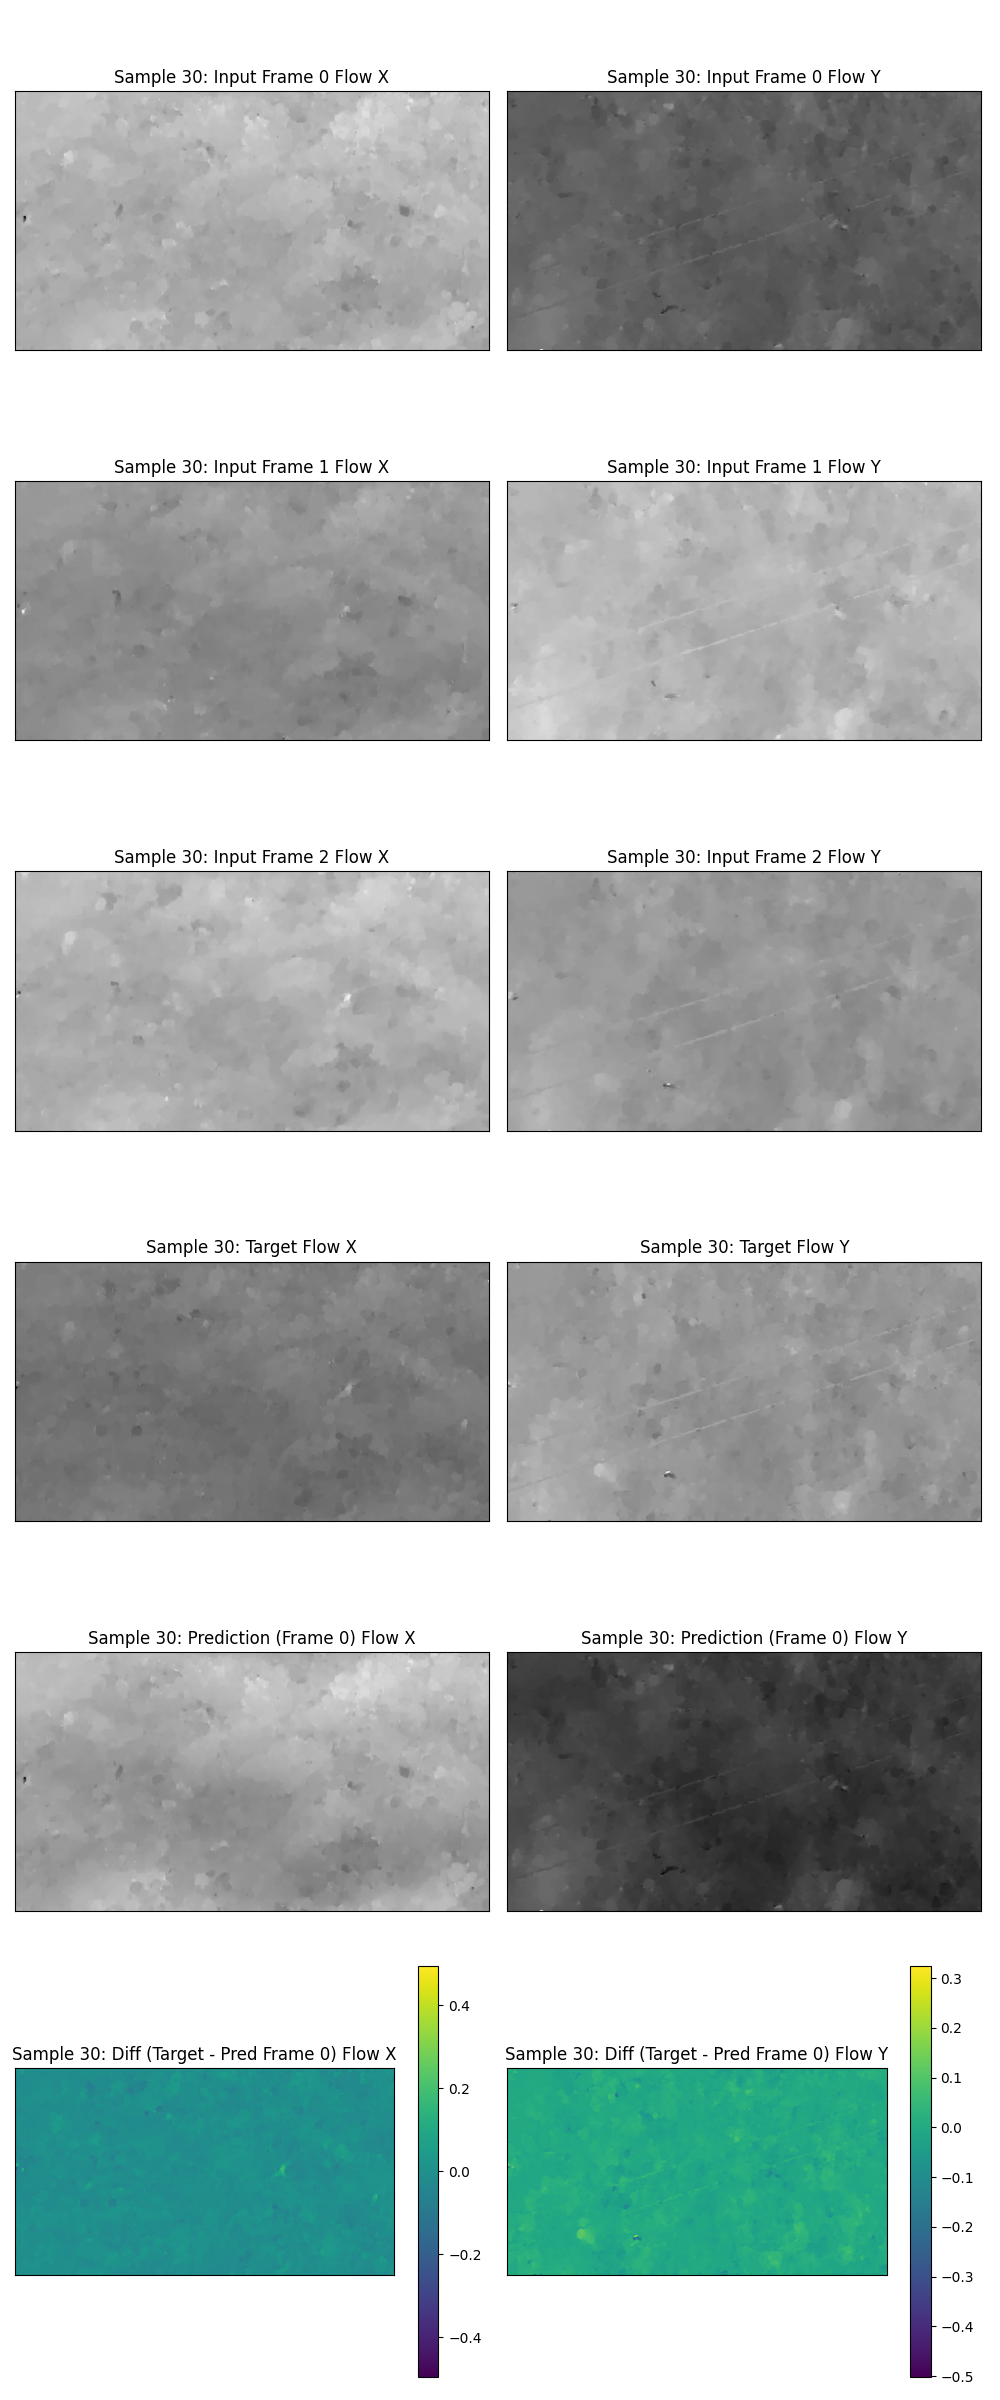 Sample 30: Input Frame 0 Flow X
Sample 30: Input Frame 0 Flow Y
Sample 30: Input Frame 1 Flow X
Sample 30: Input Frame 1 Flow Y
Sample 30: Input Frame 2 Flow X
Sample 30: Input Frame 2 Flow Y
Sample 30: Target Flow X
Sample 30: Target Flow Y
Sample 30: Prediction (Frame 0) Flow X
Sample 30: Prediction (Frame 0) Flow Y
Sample 30: Diff (Target - Pred Frame 0) Flow X
0.4
0.2
0.0
−0.2
−0.4
Sample 30: Diff (Target - Pred Frame 0) Flow Y
0.3
0.2
0.1
0.0
−0.1
−0.2
−0.3
−0.4
−0.5